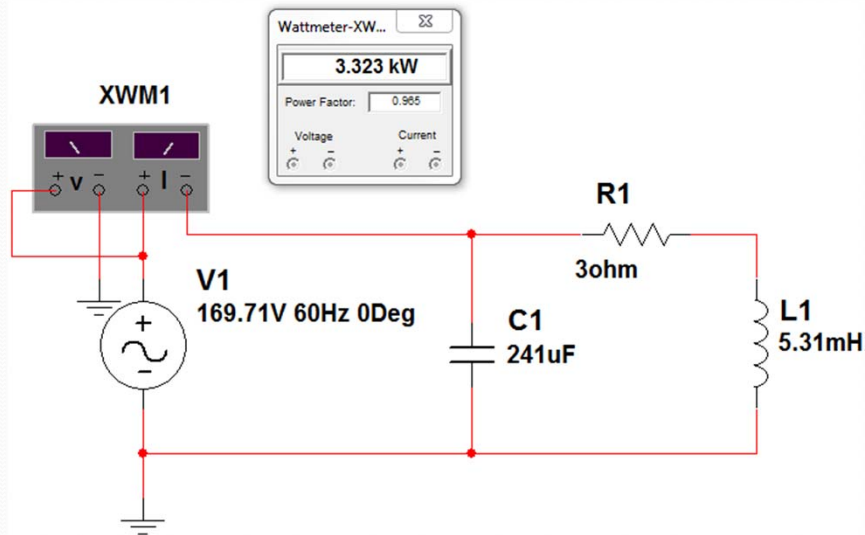 Wattmeter-XW...
3.323 kW
Power Factor: 0.965
Voltage Current
+ - + -
XWM1
+ V - + I -
R1
3ohm
V1
169.71V 60Hz 0Deg
+
-
C1
241uF
L1
5.31mH